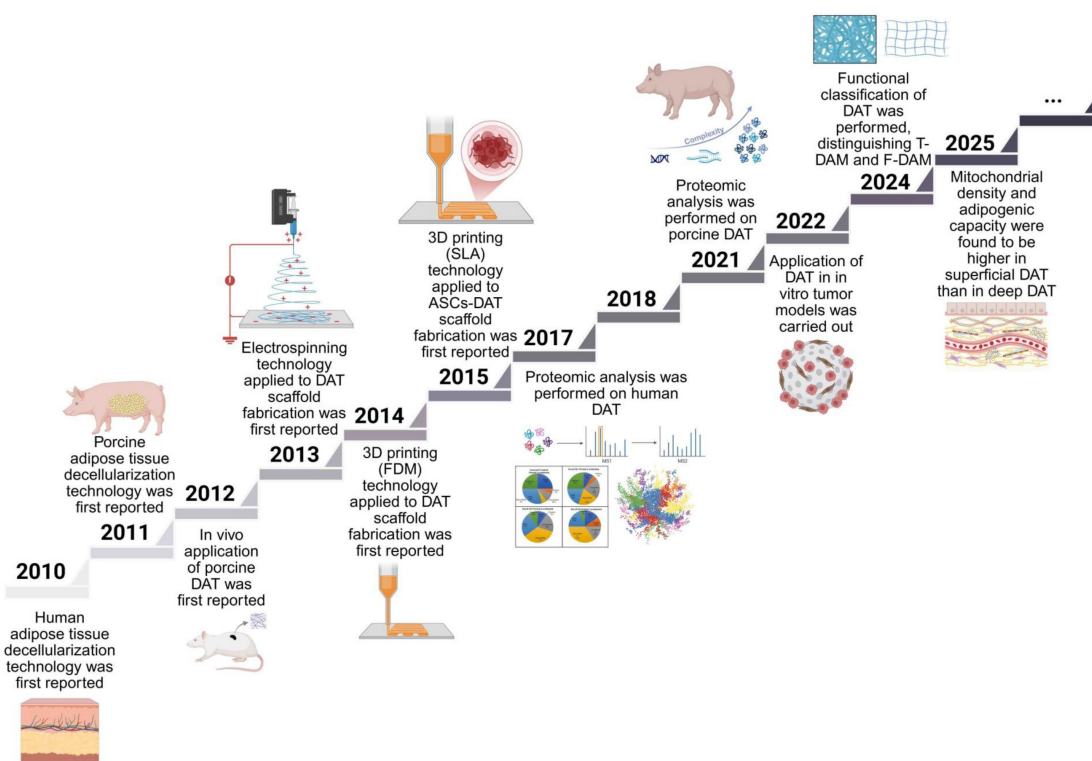 2010
Human
adipose tissue
decellularization
technology was
first reported
2011
Porcine
adipose tissue
decellularization
technology was
first reported
2012
In vivo
application
of porcine
DAT was
first reported
2013
Electrospinning
technology
applied to DAT
scaffold
fabrication was
first reported
2014
3D printing
(FDM)
technology
applied to DAT
scaffold
fabrication was
first reported
2015
3D printing
(SLA)
technology
applied to
ASCs-DAT
scaffold
fabrication was
first reported
2017
Proteomic analysis was
performed on human
DAT
MS1
MS2
2018
2021
Proteomic
analysis was
performed on
porcine DAT
Complexity
2022
Application of
DAT in in
vitro tumor
models was
carried out
2024
Functional
classification of
DAT was
performed,
distinguishing T-
DAM and F-DAM
2025
Mitochondrial
density and
adipogenic
capacity were
found to be
higher in
superficial DAT
than in deep DAT
...